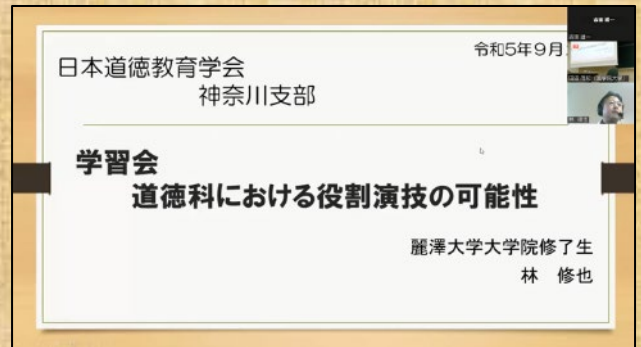 令和5年9月
日本道徳教育学会
神奈川支部
学習会
道徳科における役割演技の可能性
麗澤大学大学院修了生
林 修也